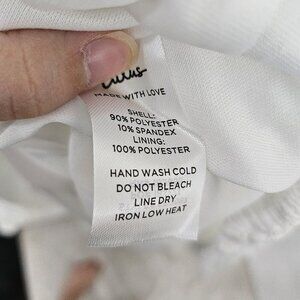 Lulus
MADE WITH LOVE
SHELL:
90% POLYESTER
10% SPANDEX
LINING:
100% POLYESTER
HAND WASH COLD
DO NOT BLEACH
LINE DRY
IRON LOW HEAT